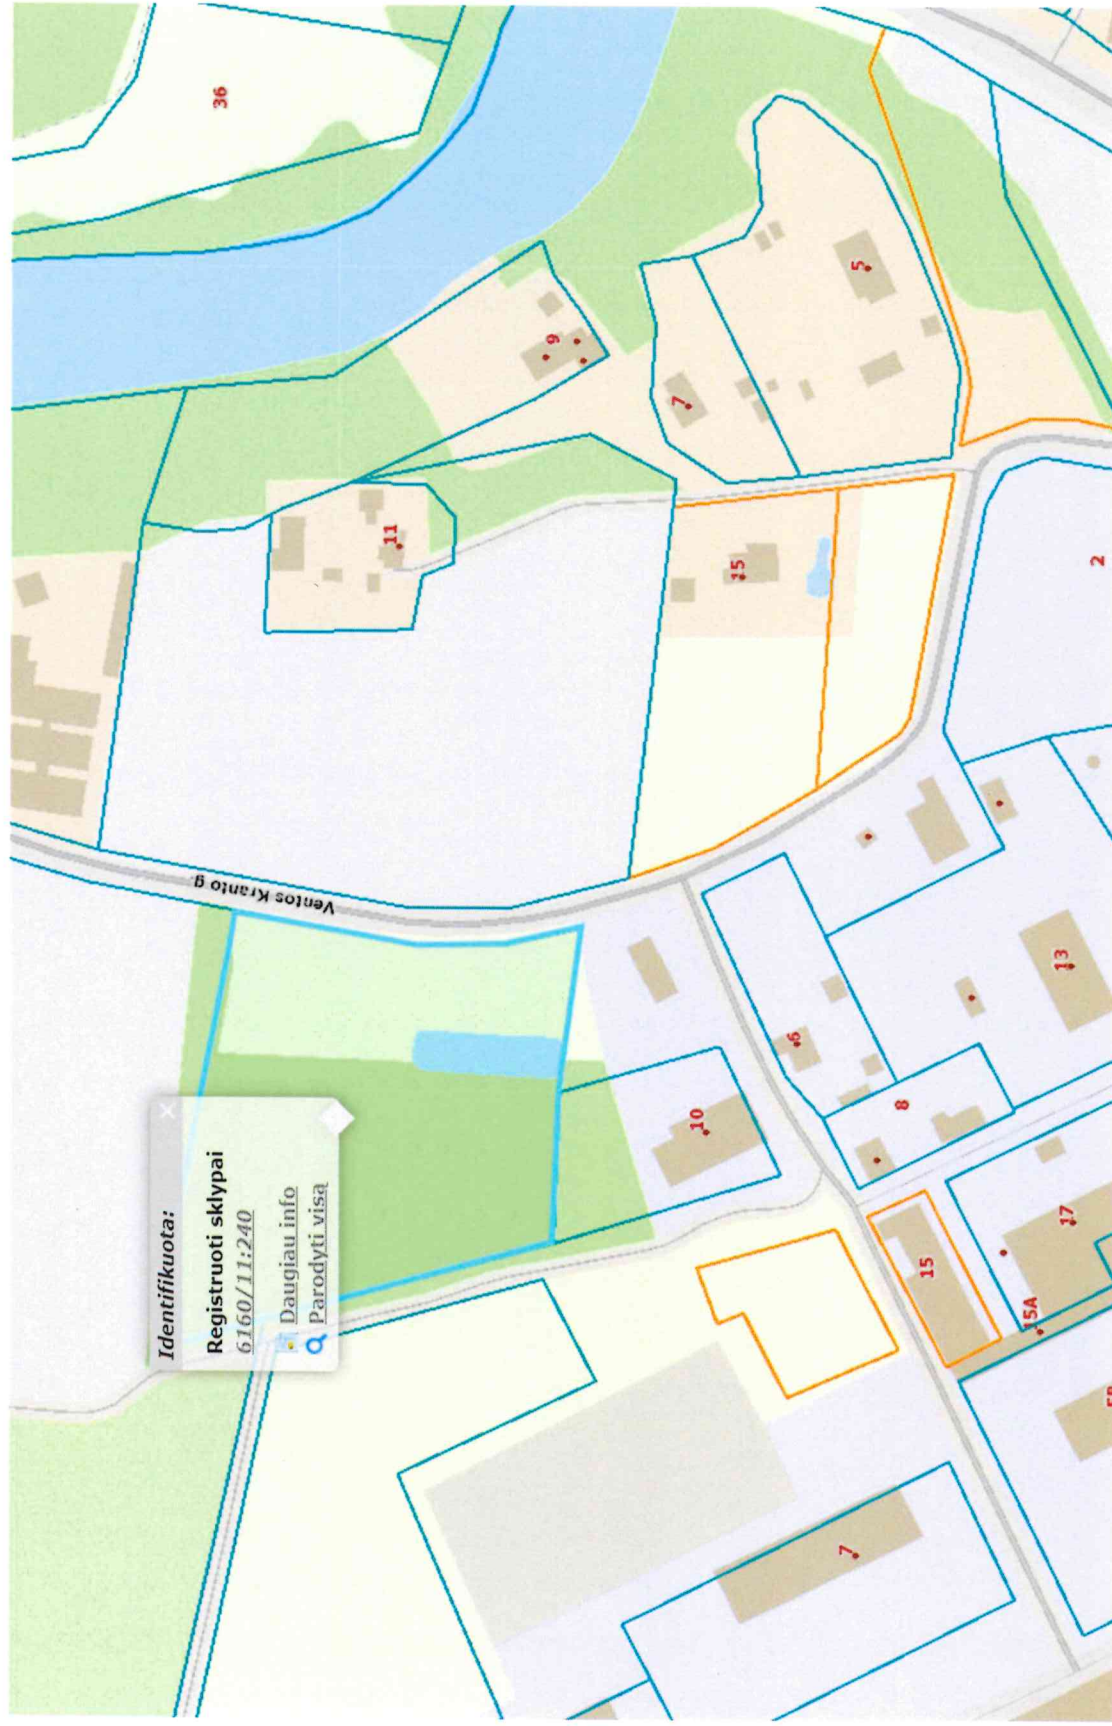 36
9
5
7
11
15
2
Ventos Kranto g.
Identifikuota:
Registruoti sklypai
6160/11:240
Daugiau info
Parodyti visą
10
6
8
13
15
17
15A
7